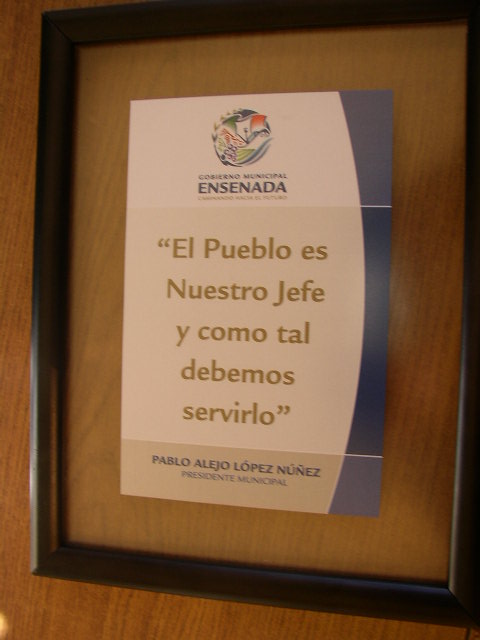 GOBIERNO MUNICIPAL
ENSENADA
CAMINANDO HACIA EL FUTURO
“El Pueblo es
Nuestro Jefe
y como tal
debemos
servirlo”
PABLO ALEJO LÓPEZ NÚÑEZ
PRESIDENTE MUNICIPAL